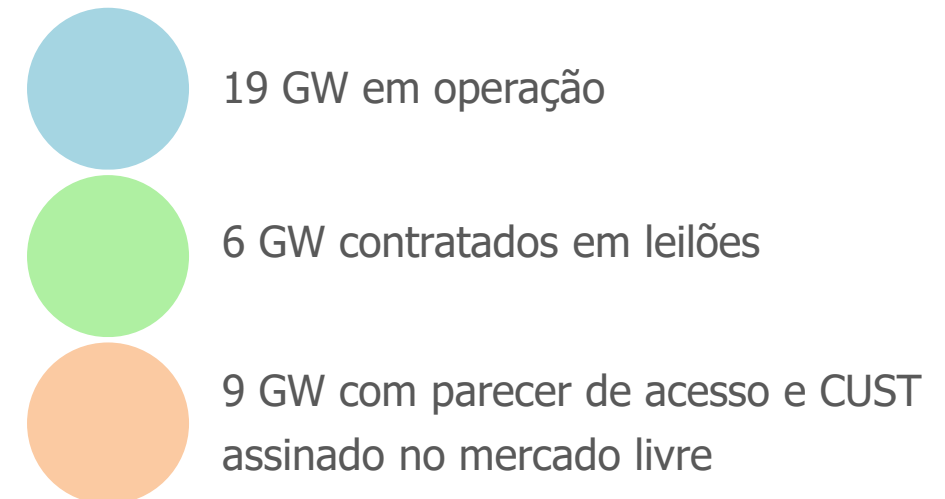 19 GW em operação
6 GW contratados em leilões
9 GW com parecer de acesso e CUST
assinado no mercado livre